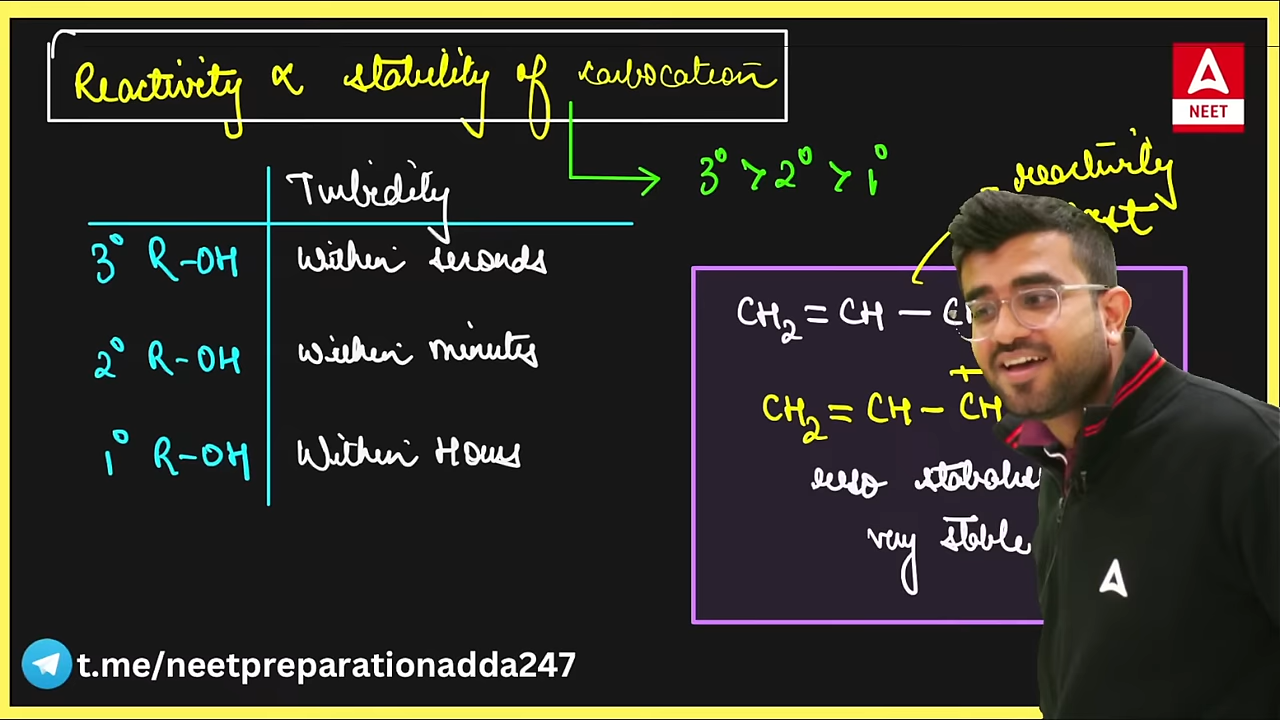 Reactivity ∝ stability of carbocation
NEET
3° > 2° > 1°
reactivity
Turbidity
3° R-OH within seconds
2° R-OH within minutes
1° R-OH Within Hours
CH2 = CH - C
+
CH2 = CH - CH
reso
very stable
t.me/neetpreparationadda247